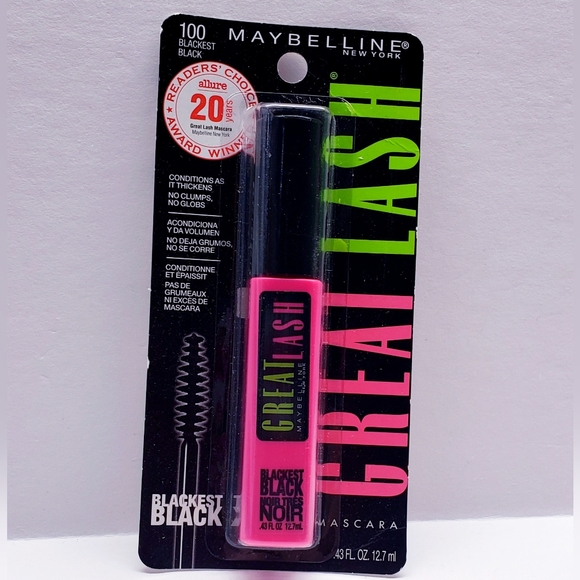 100
BLACKEST
BLACK
MAYBELLINE®
NEW YORK
READERS' CHOICE
allure
20 years
Great Lash Mascara
Maybelline New York
AWARD WINNER
CONDITIONS AS
IT THICKENS
NO CLUMPS,
NO GLOBS
ACONDICIONA
Y DA VOLUMEN
NO DEJA GRUMOS,
NO SE CORRE
CONDITIONNE
ET ÉPAISSIT
PAS DE
GRUMEAUX
NI EXCÈS DE
MASCARA
GREAT LASH®
GREAT LASH
MAYBELLINE
NEW YORK
BLACKEST
BLACK
NOIR TRÈS
NOIR
.43 FL. OZ. 12.7ml
BLACKEST
BLACK
MASCARA
.43 FL. OZ. 12.7 ml